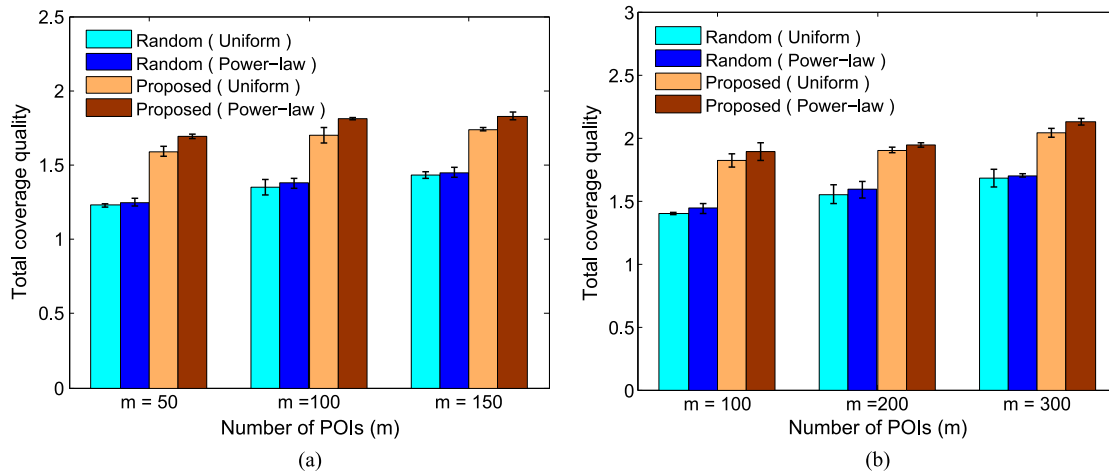 2.5
2
1.5
1
0.5
0
Total coverage quality
Random ( Uniform )
Random ( Power-law )
Proposed ( Uniform )
Proposed ( Power-law )
m = 50
m =100
m = 150
Number of POIs (m)
(a)
3
2.5
2
1.5
1
0.5
0
Total coverage quality
Random ( Uniform )
Random ( Power-law )
Proposed ( Uniform )
Proposed ( Power-law )
m = 100
m =200
m = 300
Number of POIs (m)
(b)